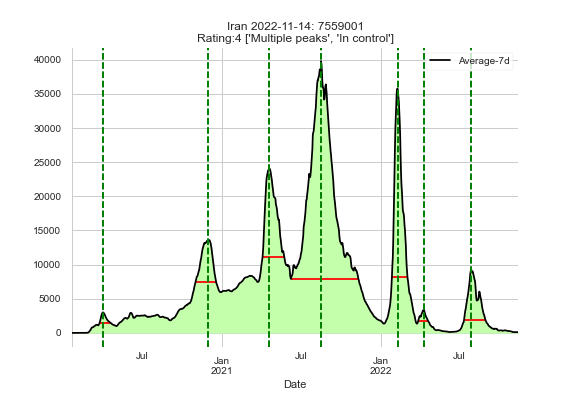 Iran 2022-11-14: 7559001
Rating:4 ['Multiple peaks', 'In control']
Average-7d
40000
35000
30000
25000
20000
15000
10000
5000
0
Jul
Jan
2021
Jul
Jan
2022
Jul
Date